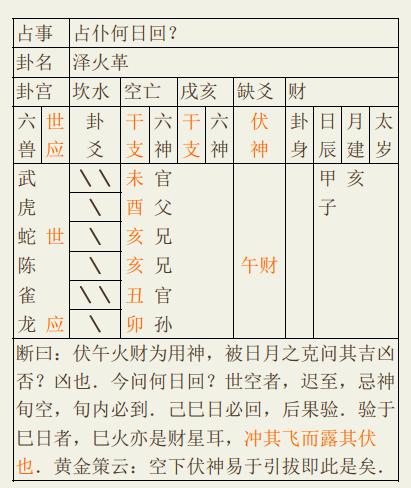 占事 占仆何日回？
卦名 泽火革
卦宫 坎水 空亡 戌亥 缺爻 财
六 世 卦 干 六 干 六 伏 卦 日 月 太
兽 应 爻 支 神 支 神 神 身 辰 建 岁
武 \\ 未 官 甲 亥
虎 \ 酉 父 子
蛇 世 \ 亥 兄
陈 \ 亥 兄 午财
雀 \\ 丑 官
龙 应 \ 卯 孙
断曰：伏午火财为用神，被日月之克问其吉凶
否？凶也．今问何日回？世空者，迟至，忌神
旬空，旬内必到．己巳日必回，后果验．验于
巳日者，巳火亦是财星耳，冲其飞而露其伏
也．黄金策云：空下伏神易于引拔即此是矣．